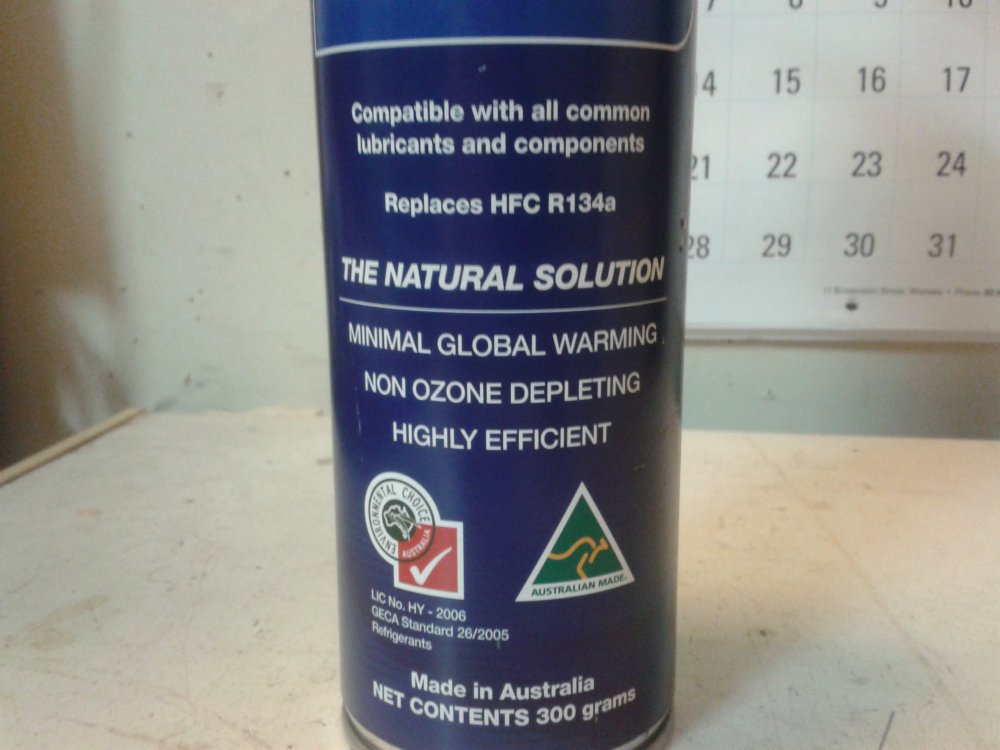 Compatible with all common
lubricants and components
Replaces HFC R134a
THE NATURAL SOLUTION
MINIMAL GLOBAL WARMING
NON OZONE DEPLETING
HIGHLY EFFICIENT
ENVIRONMENTAL CHOICE
AUSTRALIA
AUSTRALIAN MADE
LIC No. HY - 2006
GECA Standard 26/2005
Refrigerants
Made in Australia
NET CONTENTS 300 grams
15 16 17
21 22 23 24
28 29 30 31